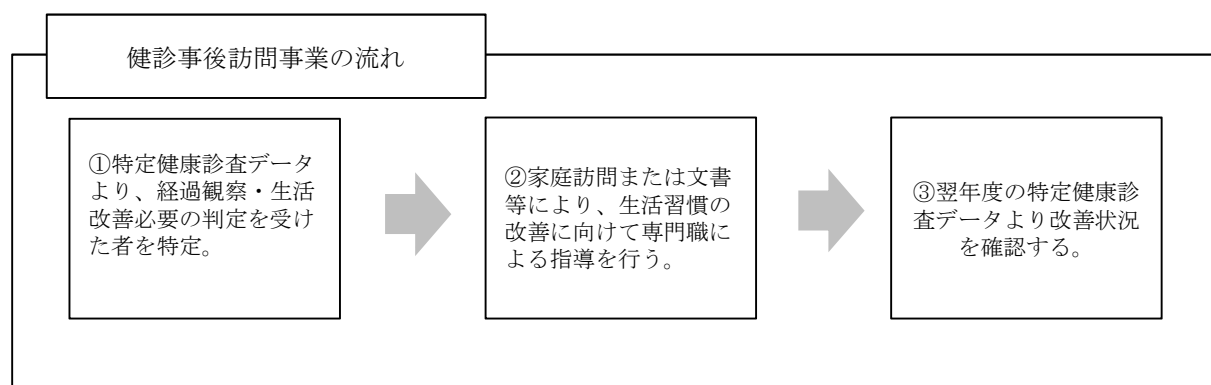 健診事後訪問事業の流れ
①特定健康診査データ
より、経過観察・生活
改善必要の判定を受け
た者を特定。
②家庭訪問または文書
等により、生活習慣の
改善に向けて専門職に
よる指導を行う。
③翌年度の特定健康診
査データより改善状況
を確認する。